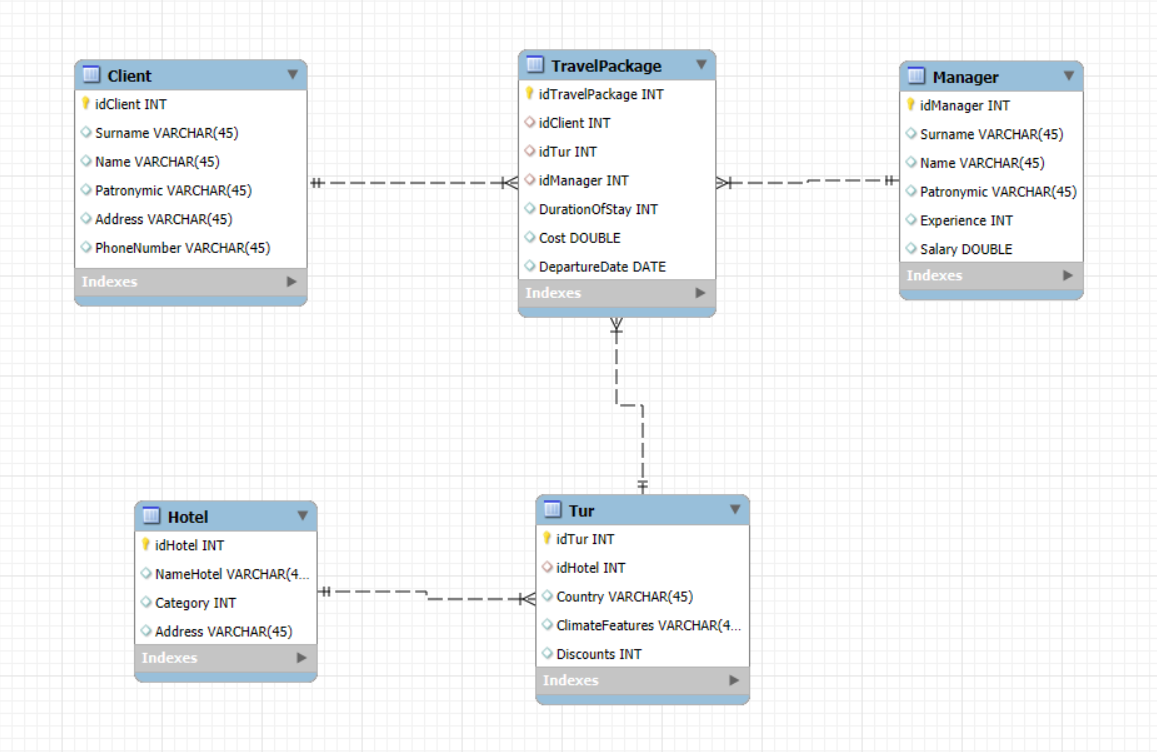 Client
idClient INT
Surname VARCHAR(45)
Name VARCHAR(45)
Patronymic VARCHAR(45)
Address VARCHAR(45)
PhoneNumber VARCHAR(45)
Indexes
TravelPackage
idTravelPackage INT
idClient INT
idTur INT
idManager INT
DurationOfStay INT
Cost DOUBLE
DepartureDate DATE
Indexes
Manager
idManager INT
Surname VARCHAR(45)
Name VARCHAR(45)
Patronymic VARCHAR(45)
Experience INT
Salary DOUBLE
Indexes
Hotel
idHotel INT
NameHotel VARCHAR(4...
Category INT
Address VARCHAR(45)
Indexes
Tur
idTur INT
idHotel INT
Country VARCHAR(45)
ClimateFeatures VARCHAR(4...
Discounts INT
Indexes